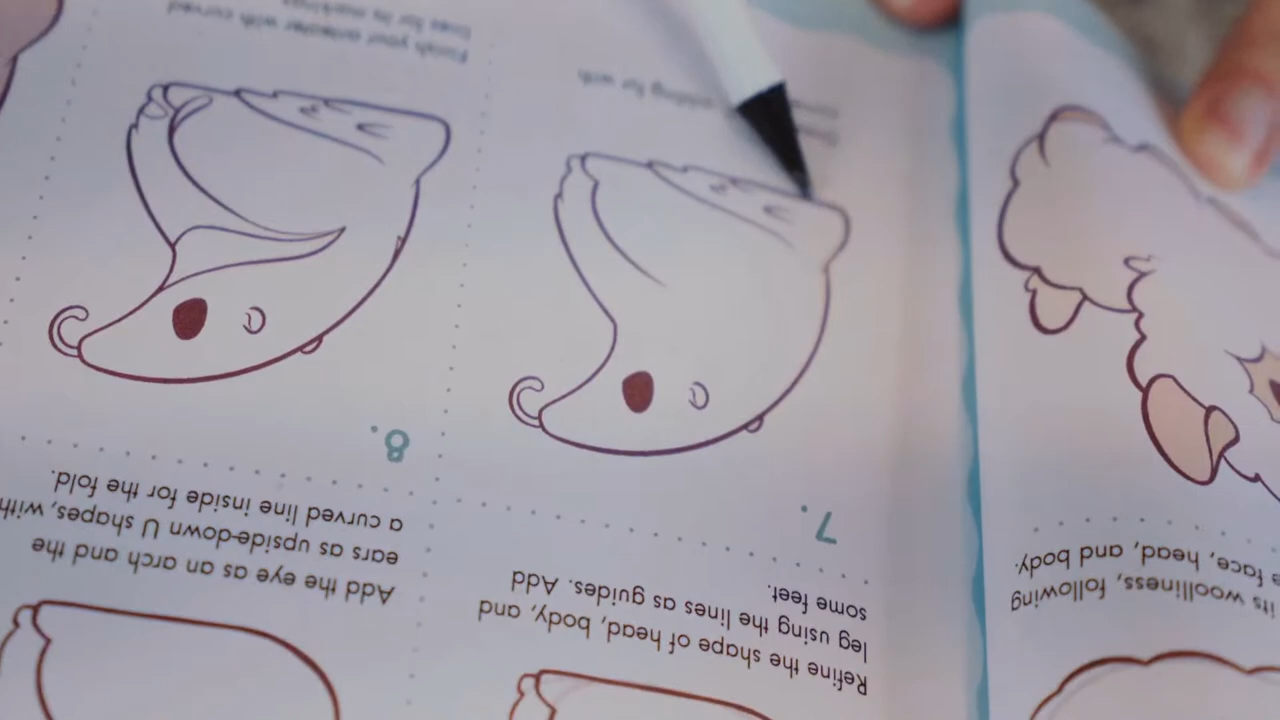 Refine the shape of head, body, and
leg using the lines as guides. Add
some feet.
7.
Add the eye as an arch and the
ears as upside-down U shapes, with
a curved line inside for the fold.
8.
Finish your anteater with curved
lines for its markings
its woolliness, following
face, head, and body.